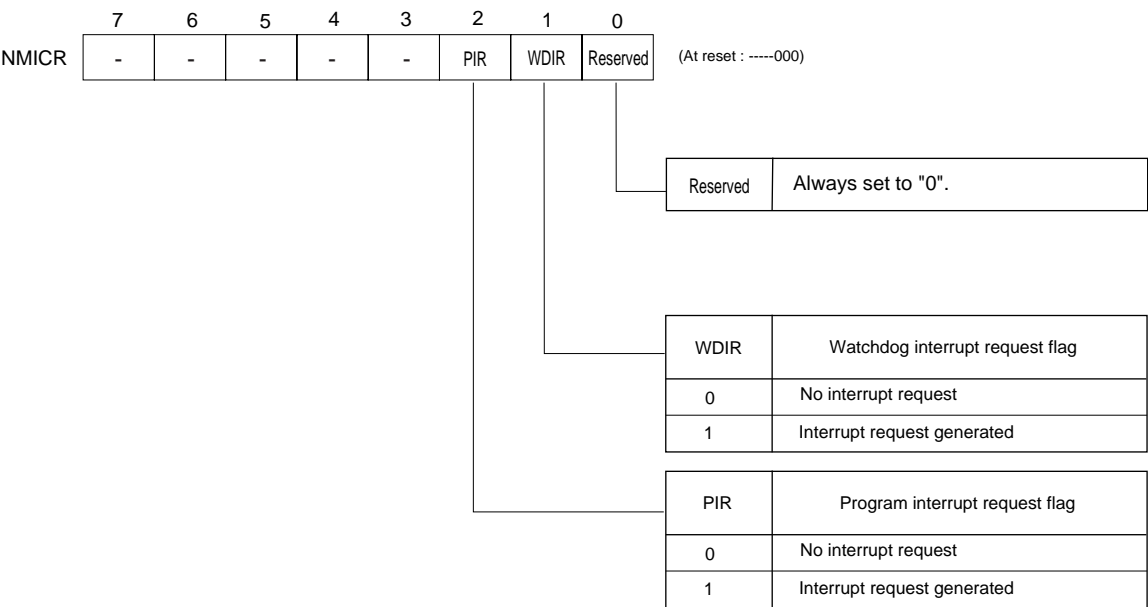 7 6 5 4 3 2 1 0
NMICR - - - - - PIR WDIR Reserved (At reset : -----000)
Reserved Always set to "0".
WDIR Watchdog interrupt request flag
0 No interrupt request
1 Interrupt request generated
PIR Program interrupt request flag
0 No interrupt request
1 Interrupt request generated